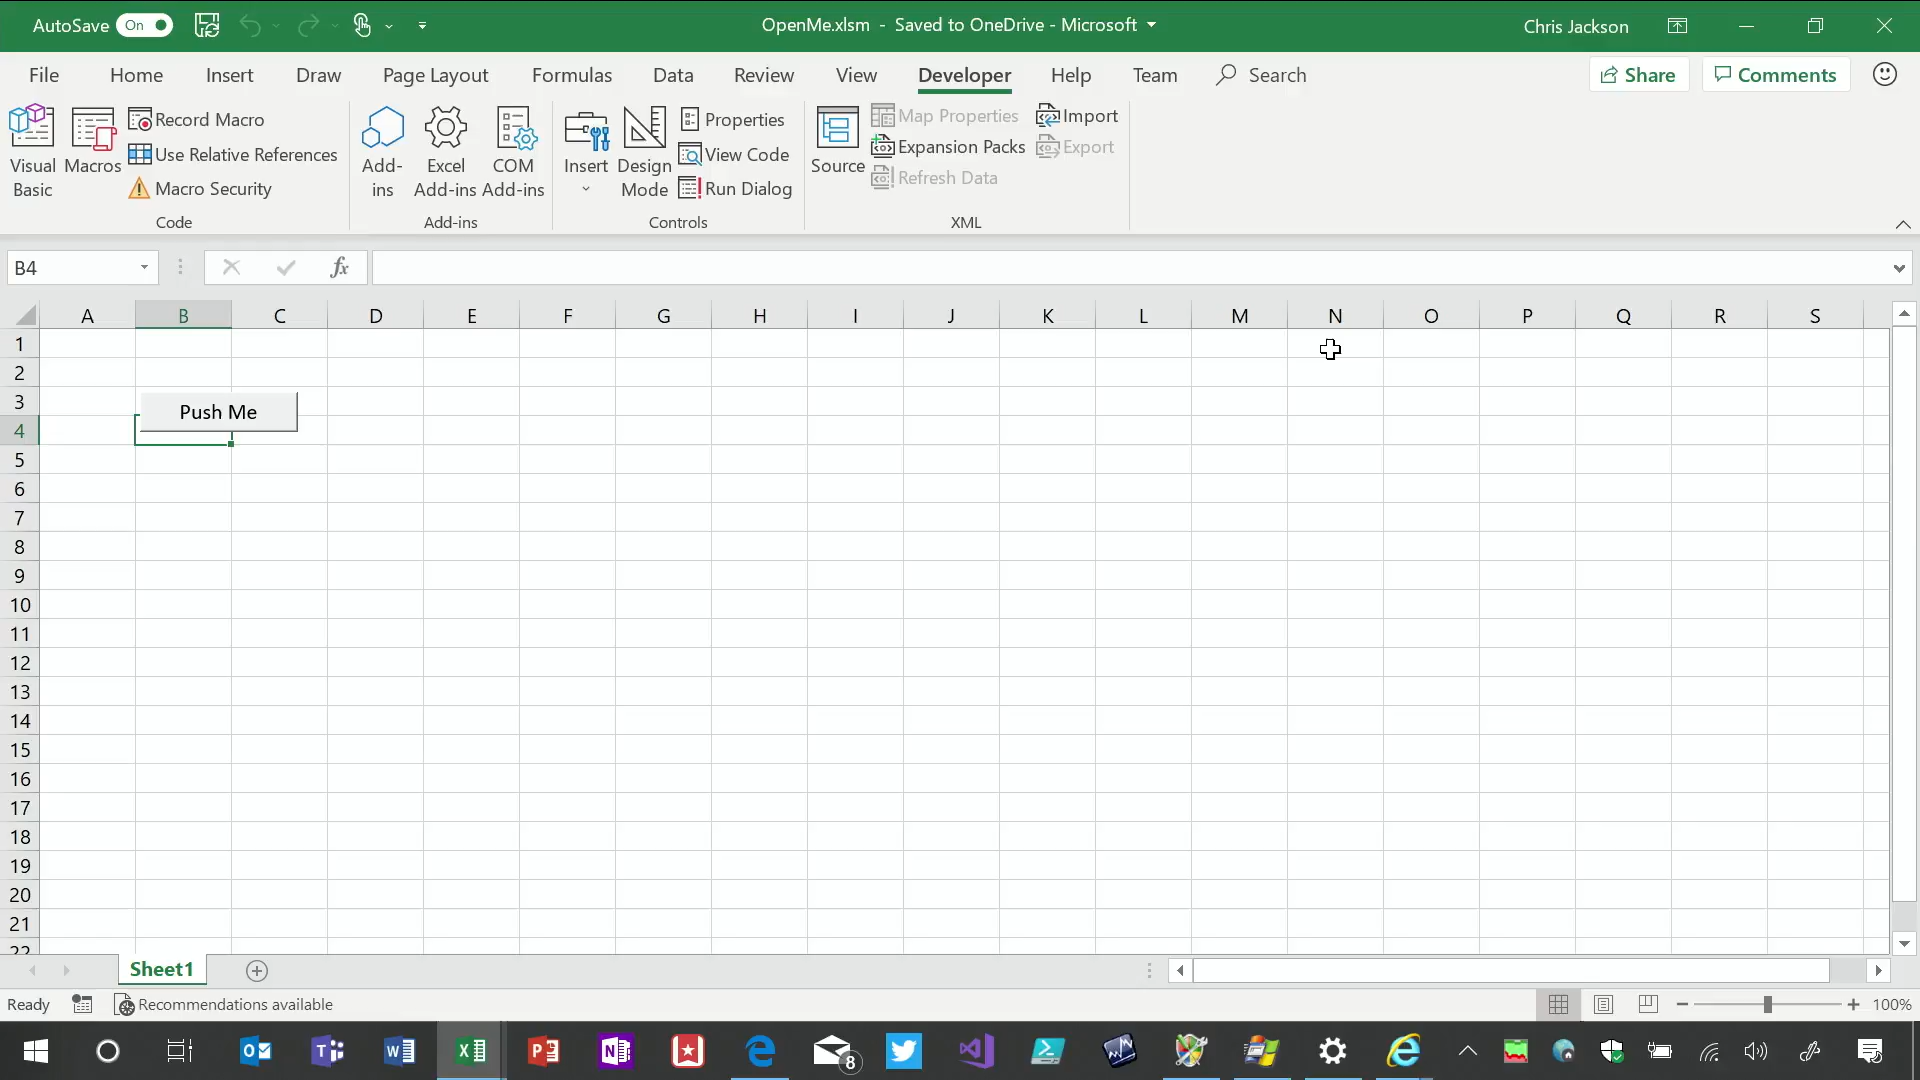 AutoSave On OpenMe.xlsm - Saved to OneDrive - Microsoft Chris Jackson
File Home Insert Draw Page Layout Formulas Data Review View Developer Help Team Search Share Comments
Visual Basic
Macros
Record Macro
Use Relative References
Macro Security
Code
Add-ins
Excel Add-ins
COM Add-ins
Add-ins
Insert
Design Mode
Properties
View Code
Run Dialog
Controls
Source
Map Properties
Expansion Packs
Refresh Data
Import
Export
XML
B4 fx
A B C D E F G H I J K L M N O P Q R S
1
2
3
Push Me
4
5
6
7
8
9
10
11
12
13
14
15
16
17
18
19
20
21
22
Sheet1
Ready Recommendations available 100%
8